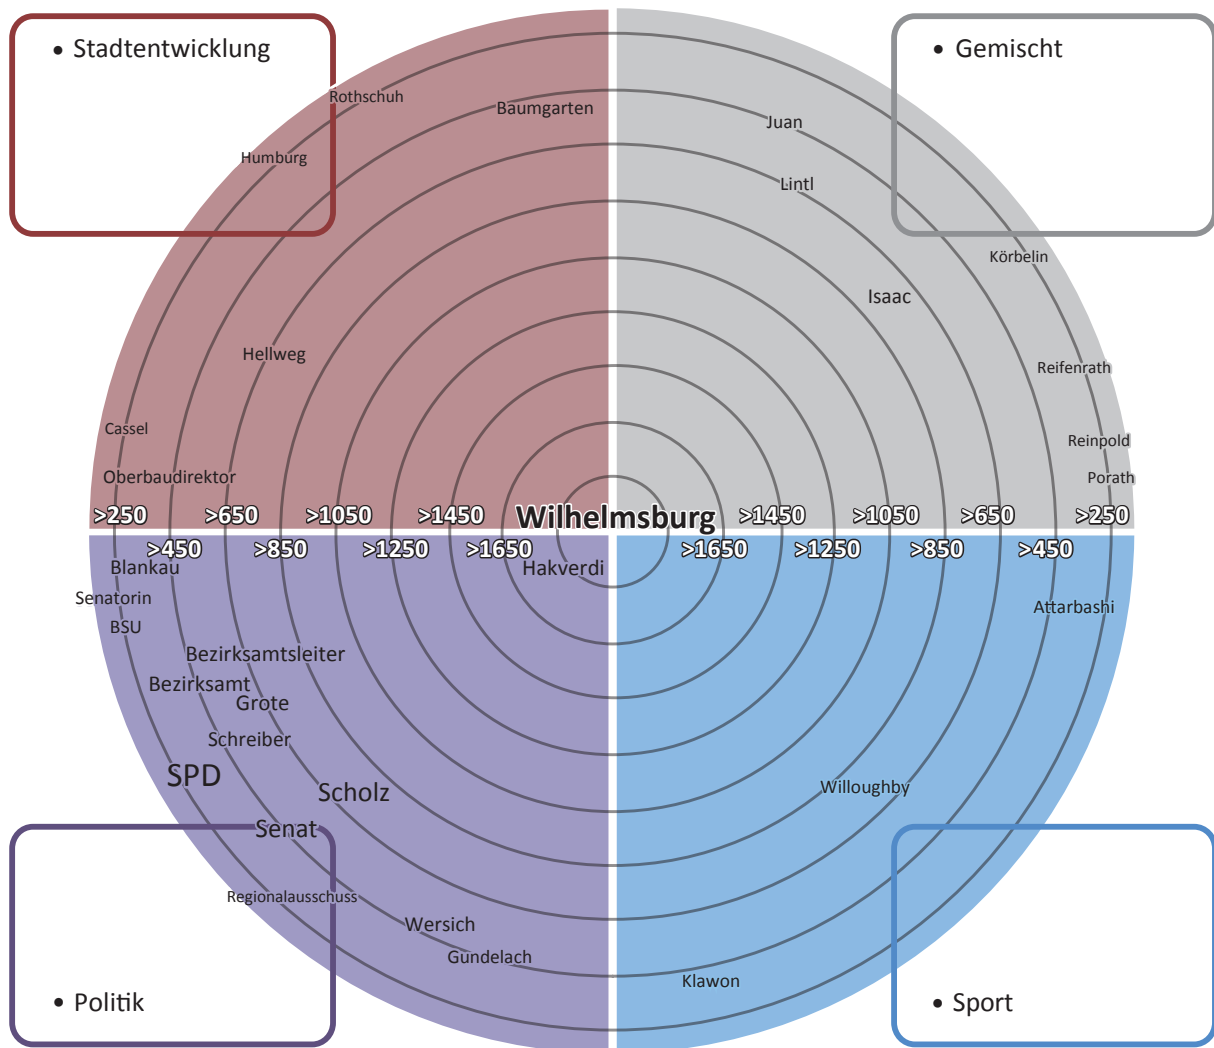 • Stadtentwicklung
• Gemischt
Rothschuh
Baumgarten
Juan
Humburg
Lintl
Körbelin
Isaac
Hellweg
Reifenrath
Cassel
Reinpold
Oberbaudirektor
Porath
>250 >650 >1050 >1450 Wilhelmsburg >1450 >1050 >650 >250
>450 >850 >1250 >1650 >1650 >1250 >850 >450
Blankau
Hakverdi
Senatorin
Attarbashi
BSU
Bezirksamtsleiter
Bezirksamt
Grote
Schreiber
SPD
Scholz
Willoughby
Senat
Regionalausschuss
Wersich
Gundelach
Klawon
• Politik
• Sport